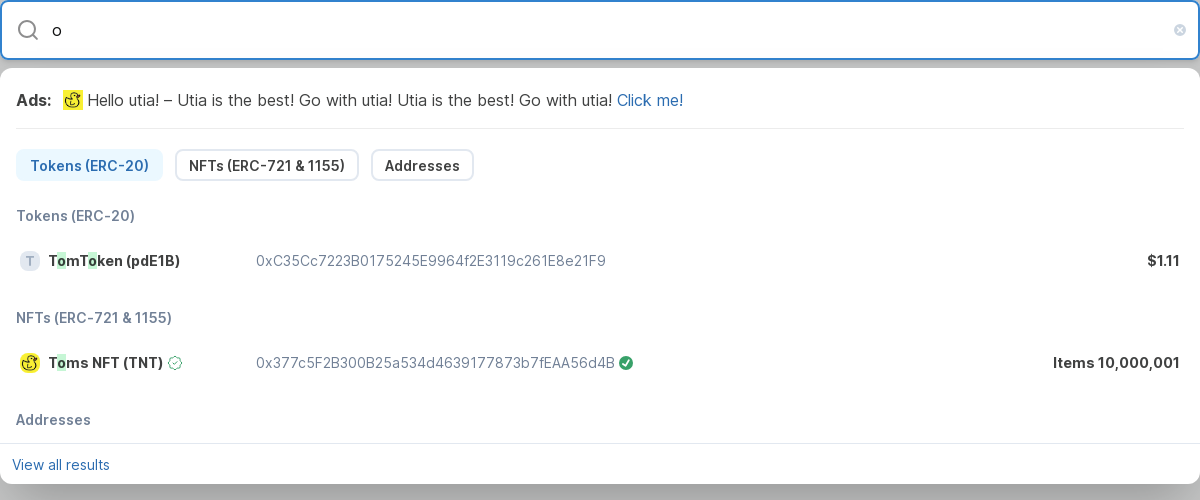 o
Ads: Hello utia! – Utia is the best! Go with utia! Utia is the best! Go with utia! Click me!
Tokens (ERC-20) NFTs (ERC-721 & 1155) Addresses
Tokens (ERC-20)
T TomToken (pdE1B) 0xC35Cc7223B0175245E9964f2E3119c261E8e21F9 $1.11
NFTs (ERC-721 & 1155)
Toms NFT (TNT) 0x377c5F2B300B25a534d4639177873b7fEAA56d4B Items 10,000,001
Addresses
View all results